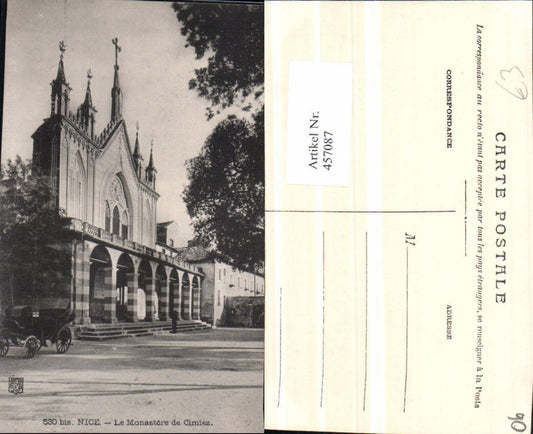 530 bis. NICE. — Le Monastère de Cimiez.
Artikel Nr.
457087
CARTE POSTALE
La correspondance au recto n'étant pas acceptée par tous les pays étrangers, se renseigner à la Poste
CORRESPONDANCE
ADRESSE
M
90